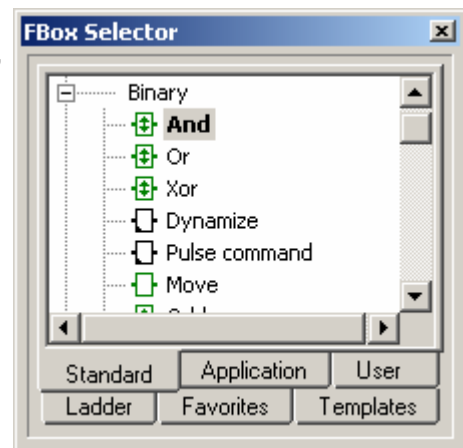 FBox Selector
Binary
And
Or
Xor
Dynamize
Pulse command
Move
Standard Application User
Ladder Favorites Templates